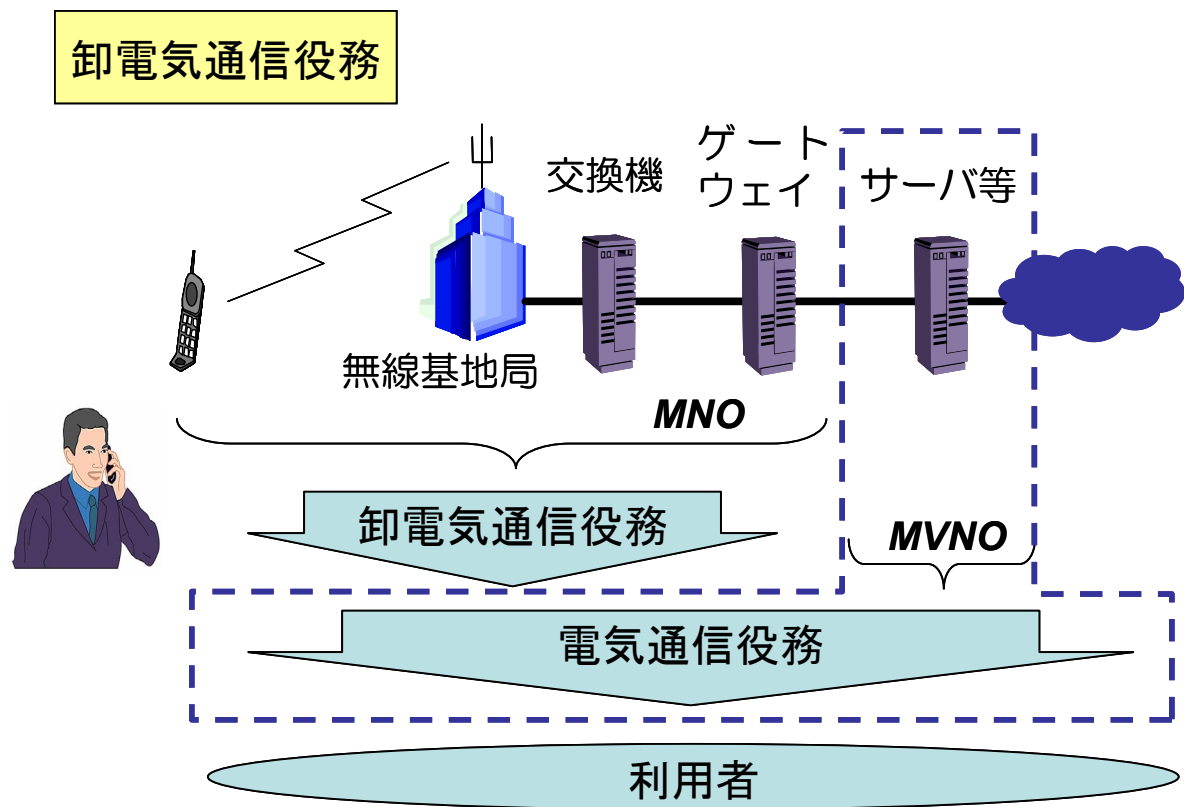 卸電気通信役務
交換機
ゲート
ウェイ
サーバ等
無線基地局
MNO
卸電気通信役務
MVNO
電気通信役務
利用者